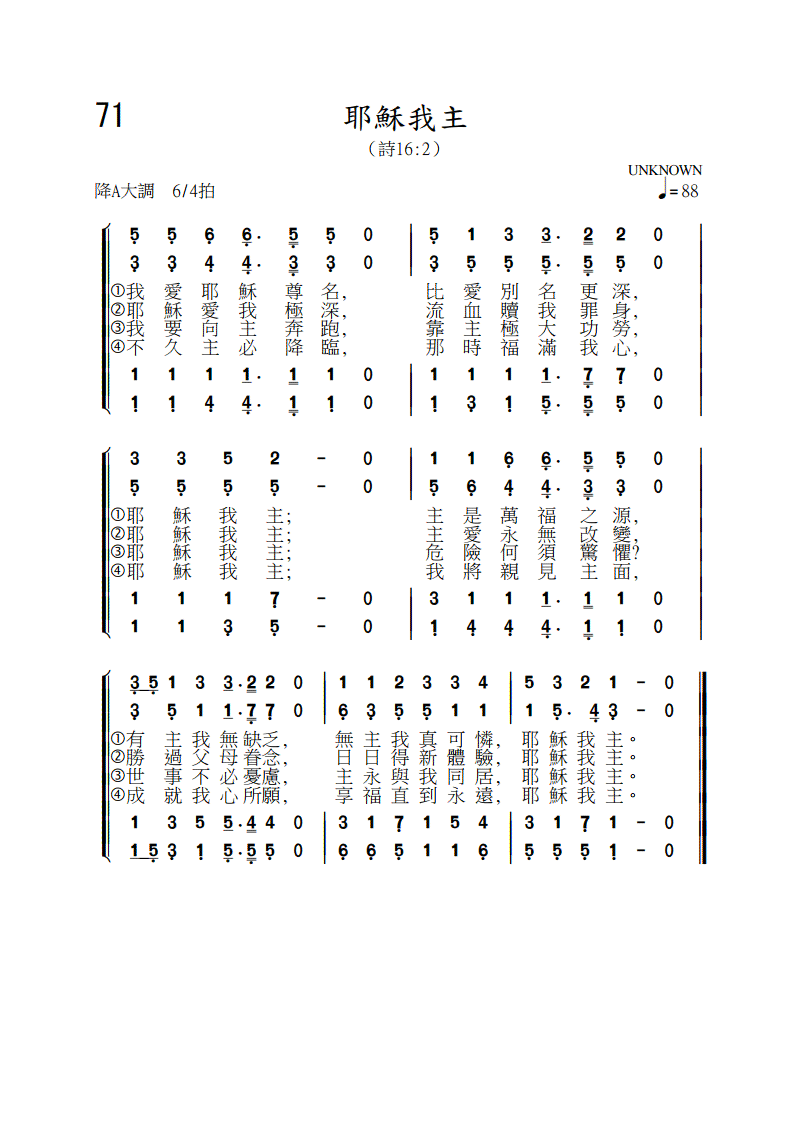 71
耶穌我主
（詩16:2）
UNKNOWN
降A大調 6/4拍
♩=88
5 5 6 6. 5 5 0 | 5 1 3 3. 2 2 0
3 3 4 4. 3 3 0 | 3 5 5 5. 5 5 0
①我愛耶穌尊名， 比愛別名更深，
②耶穌愛我極深， 流血贖我罪身，
③我要向主奔跑， 靠主極大功勞，
④不久主必降臨， 那時福滿我心，
1 1 1 1. 1 1 0 | 1 1 1 1. 7 7 0
1 1 4 4. 1 1 0 | 1 3 1 5. 5 5 0
3 3 5 2 - 0 | 1 1 6 6. 5 5 0
5 5 5 5 - 0 | 5 6 4 4. 3 3 0
①耶穌我主； 主是萬福之源，
②耶穌我主； 主愛永無改變，
③耶穌我主； 危險何須驚懼？
④耶穌我主； 我將親見主面，
1 1 1 7 - 0 | 3 1 1 1. 1 1 0
1 1 3 5 - 0 | 1 4 4 4. 1 1 0
3 5 1 3 3. 2 2 0 | 1 1 2 3 3 4 | 5 3 2 1 - 0
3 5 1 1. 7 7 0 | 6 3 5 5 1 1 | 1 5. 4 3 - 0
①有主我無缺乏， 無主我真可憐， 耶穌我主。
②勝過父母眷念， 日日得新體驗， 耶穌我主。
③世事不必憂慮， 主永與我同居， 耶穌我主。
④成就我心所願， 享福直到永遠， 耶穌我主。
1 3 5 5. 4 4 0 | 3 1 7 1 5 4 | 3 1 7 1 - 0
1 5 3 1 5. 5 5 0 | 6 6 5 1 1 6 | 5 5 5 1 - 0